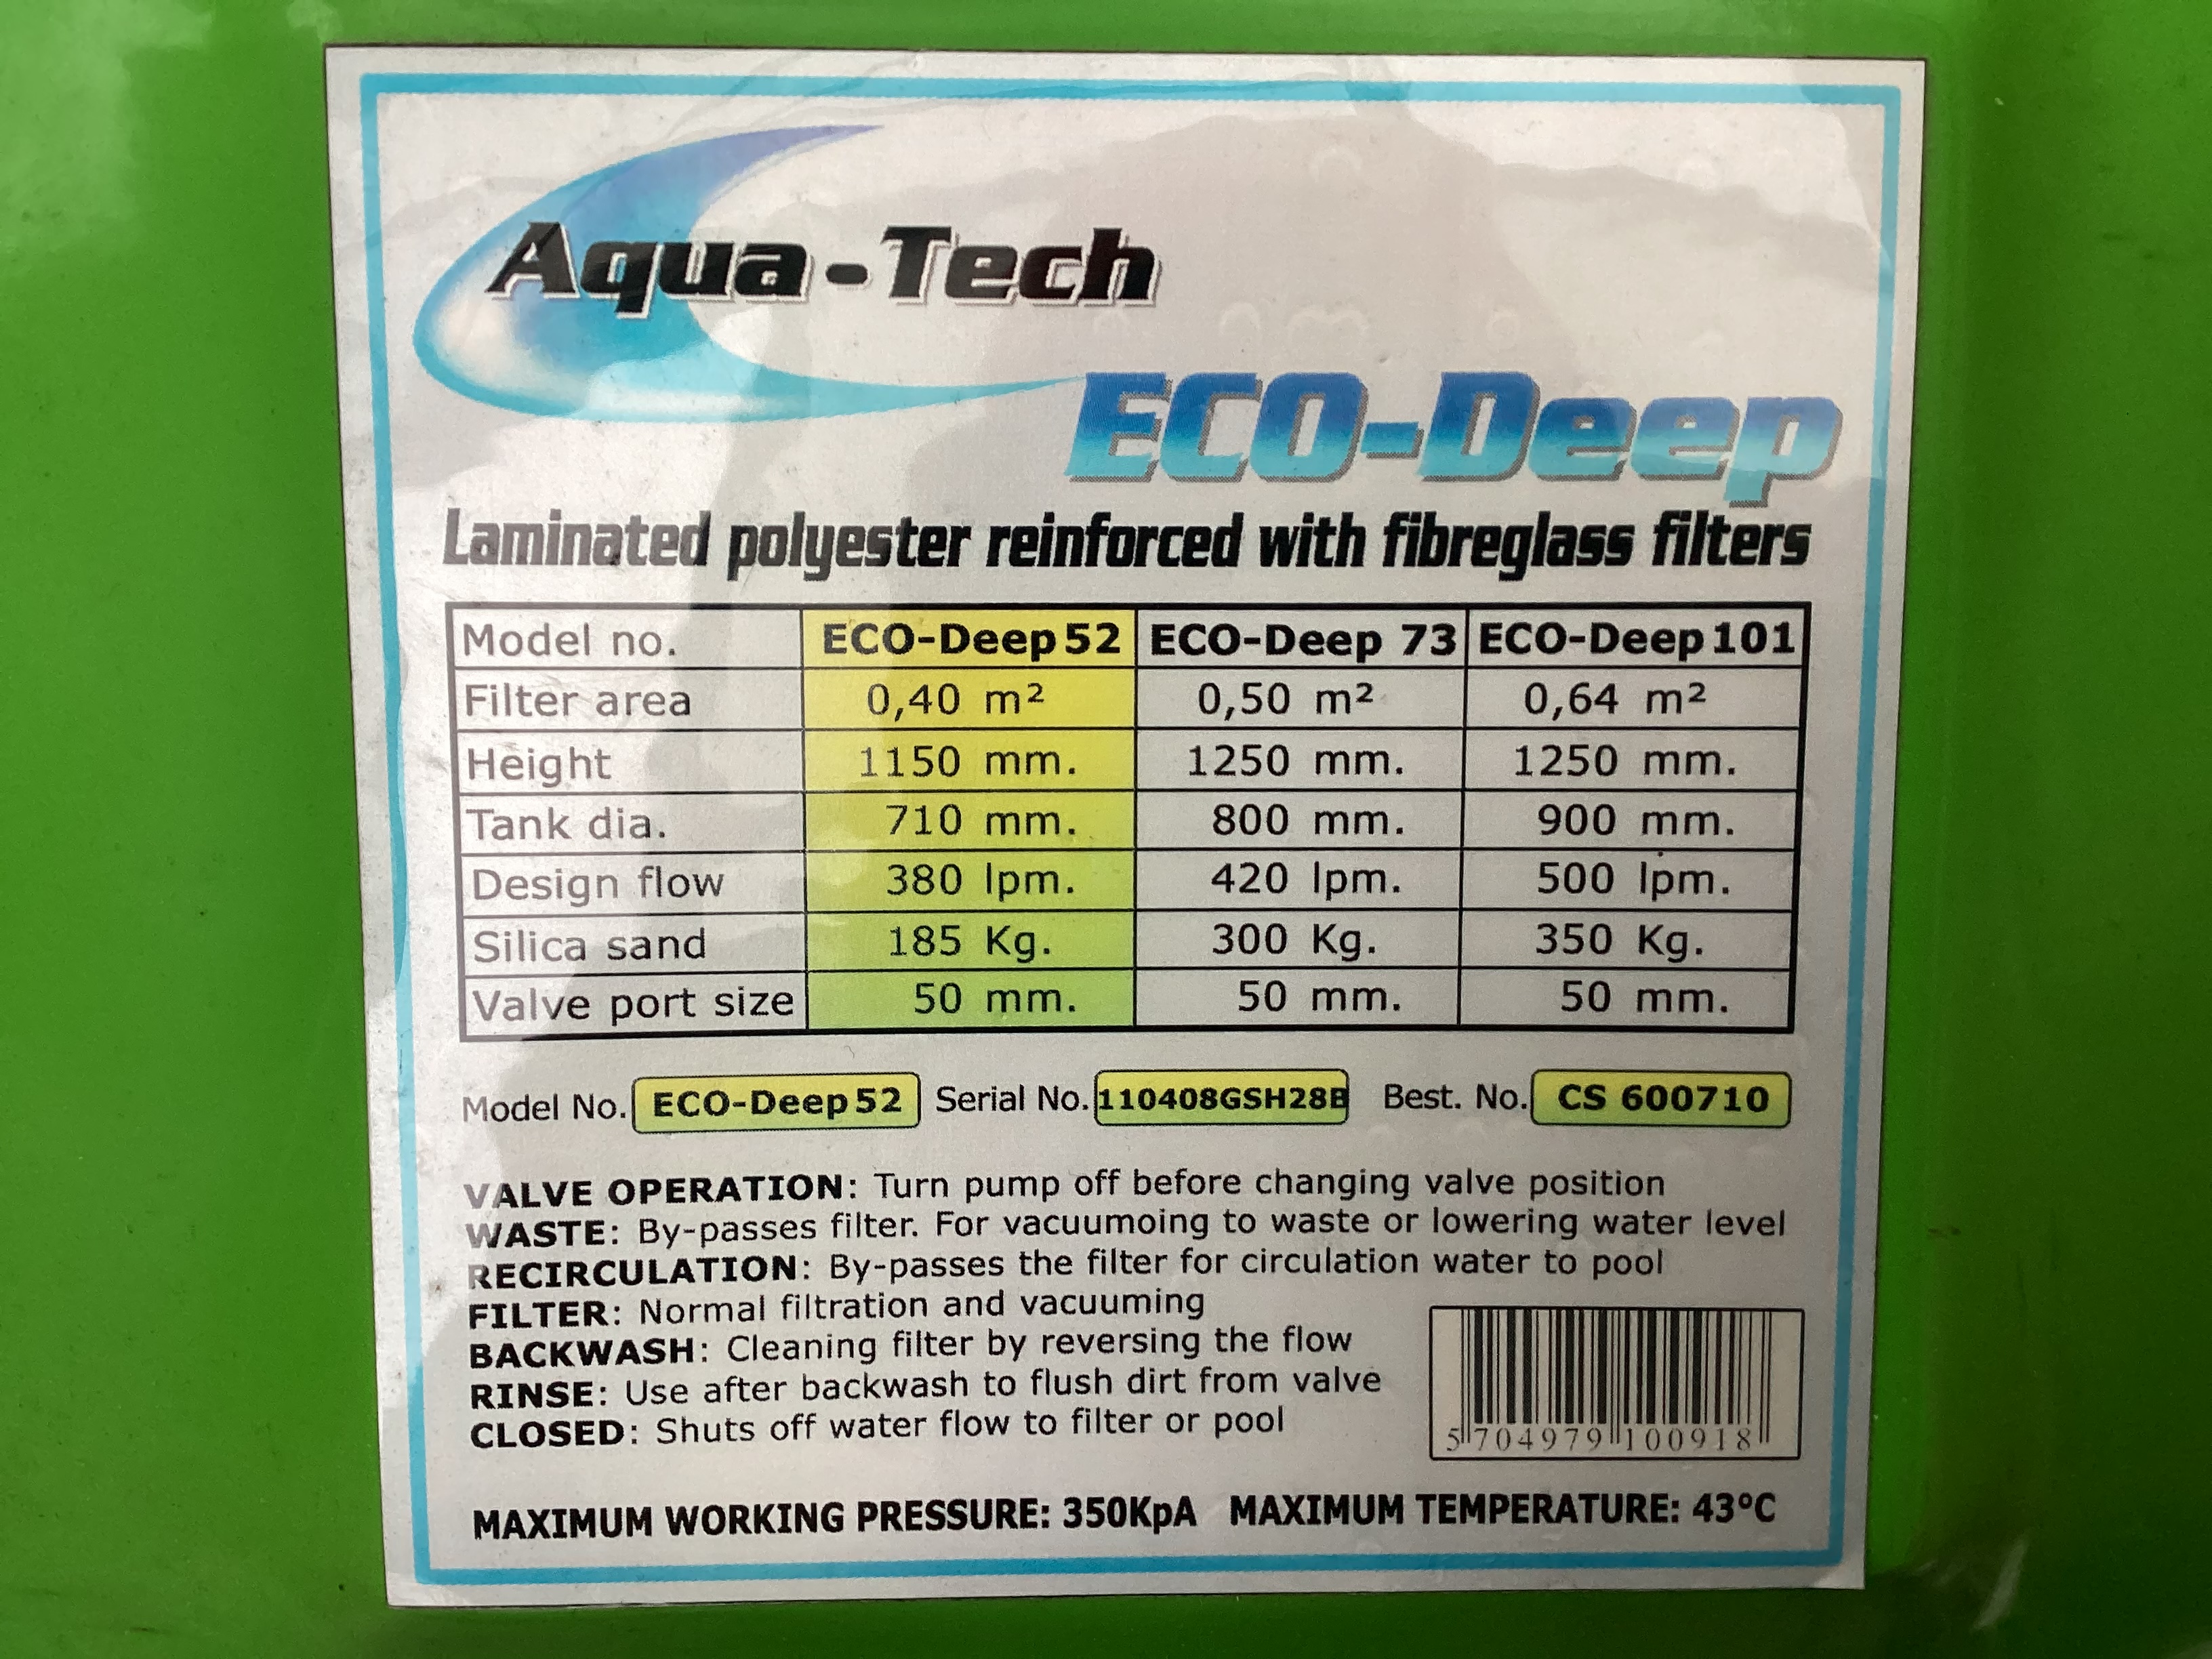 Aqua-Tech
ECO-Deep
Laminated polyester reinforced with fibreglass filters
Model no. ECO-Deep 52 ECO-Deep 73 ECO-Deep 101
Filter area 0,40 m² 0,50 m² 0,64 m²
Height 1150 mm. 1250 mm. 1250 mm.
Tank dia. 710 mm. 800 mm. 900 mm.
Design flow 380 lpm. 420 lpm. 500 lpm.
Silica sand 185 Kg. 300 Kg. 350 Kg.
Valve port size 50 mm. 50 mm. 50 mm.
Model No. ECO-Deep 52 Serial No. 110408GSH28B Best. No. CS 600710
VALVE OPERATION: Turn pump off before changing valve position
WASTE: By-passes filter. For vacuumoing to waste or lowering water level
RECIRCULATION: By-passes the filter for circulation water to pool
FILTER: Normal filtration and vacuuming
BACKWASH: Cleaning filter by reversing the flow
RINSE: Use after backwash to flush dirt from valve
CLOSED: Shuts off water flow to filter or pool
5 704979 100918
MAXIMUM WORKING PRESSURE: 350KpA MAXIMUM TEMPERATURE: 43°C